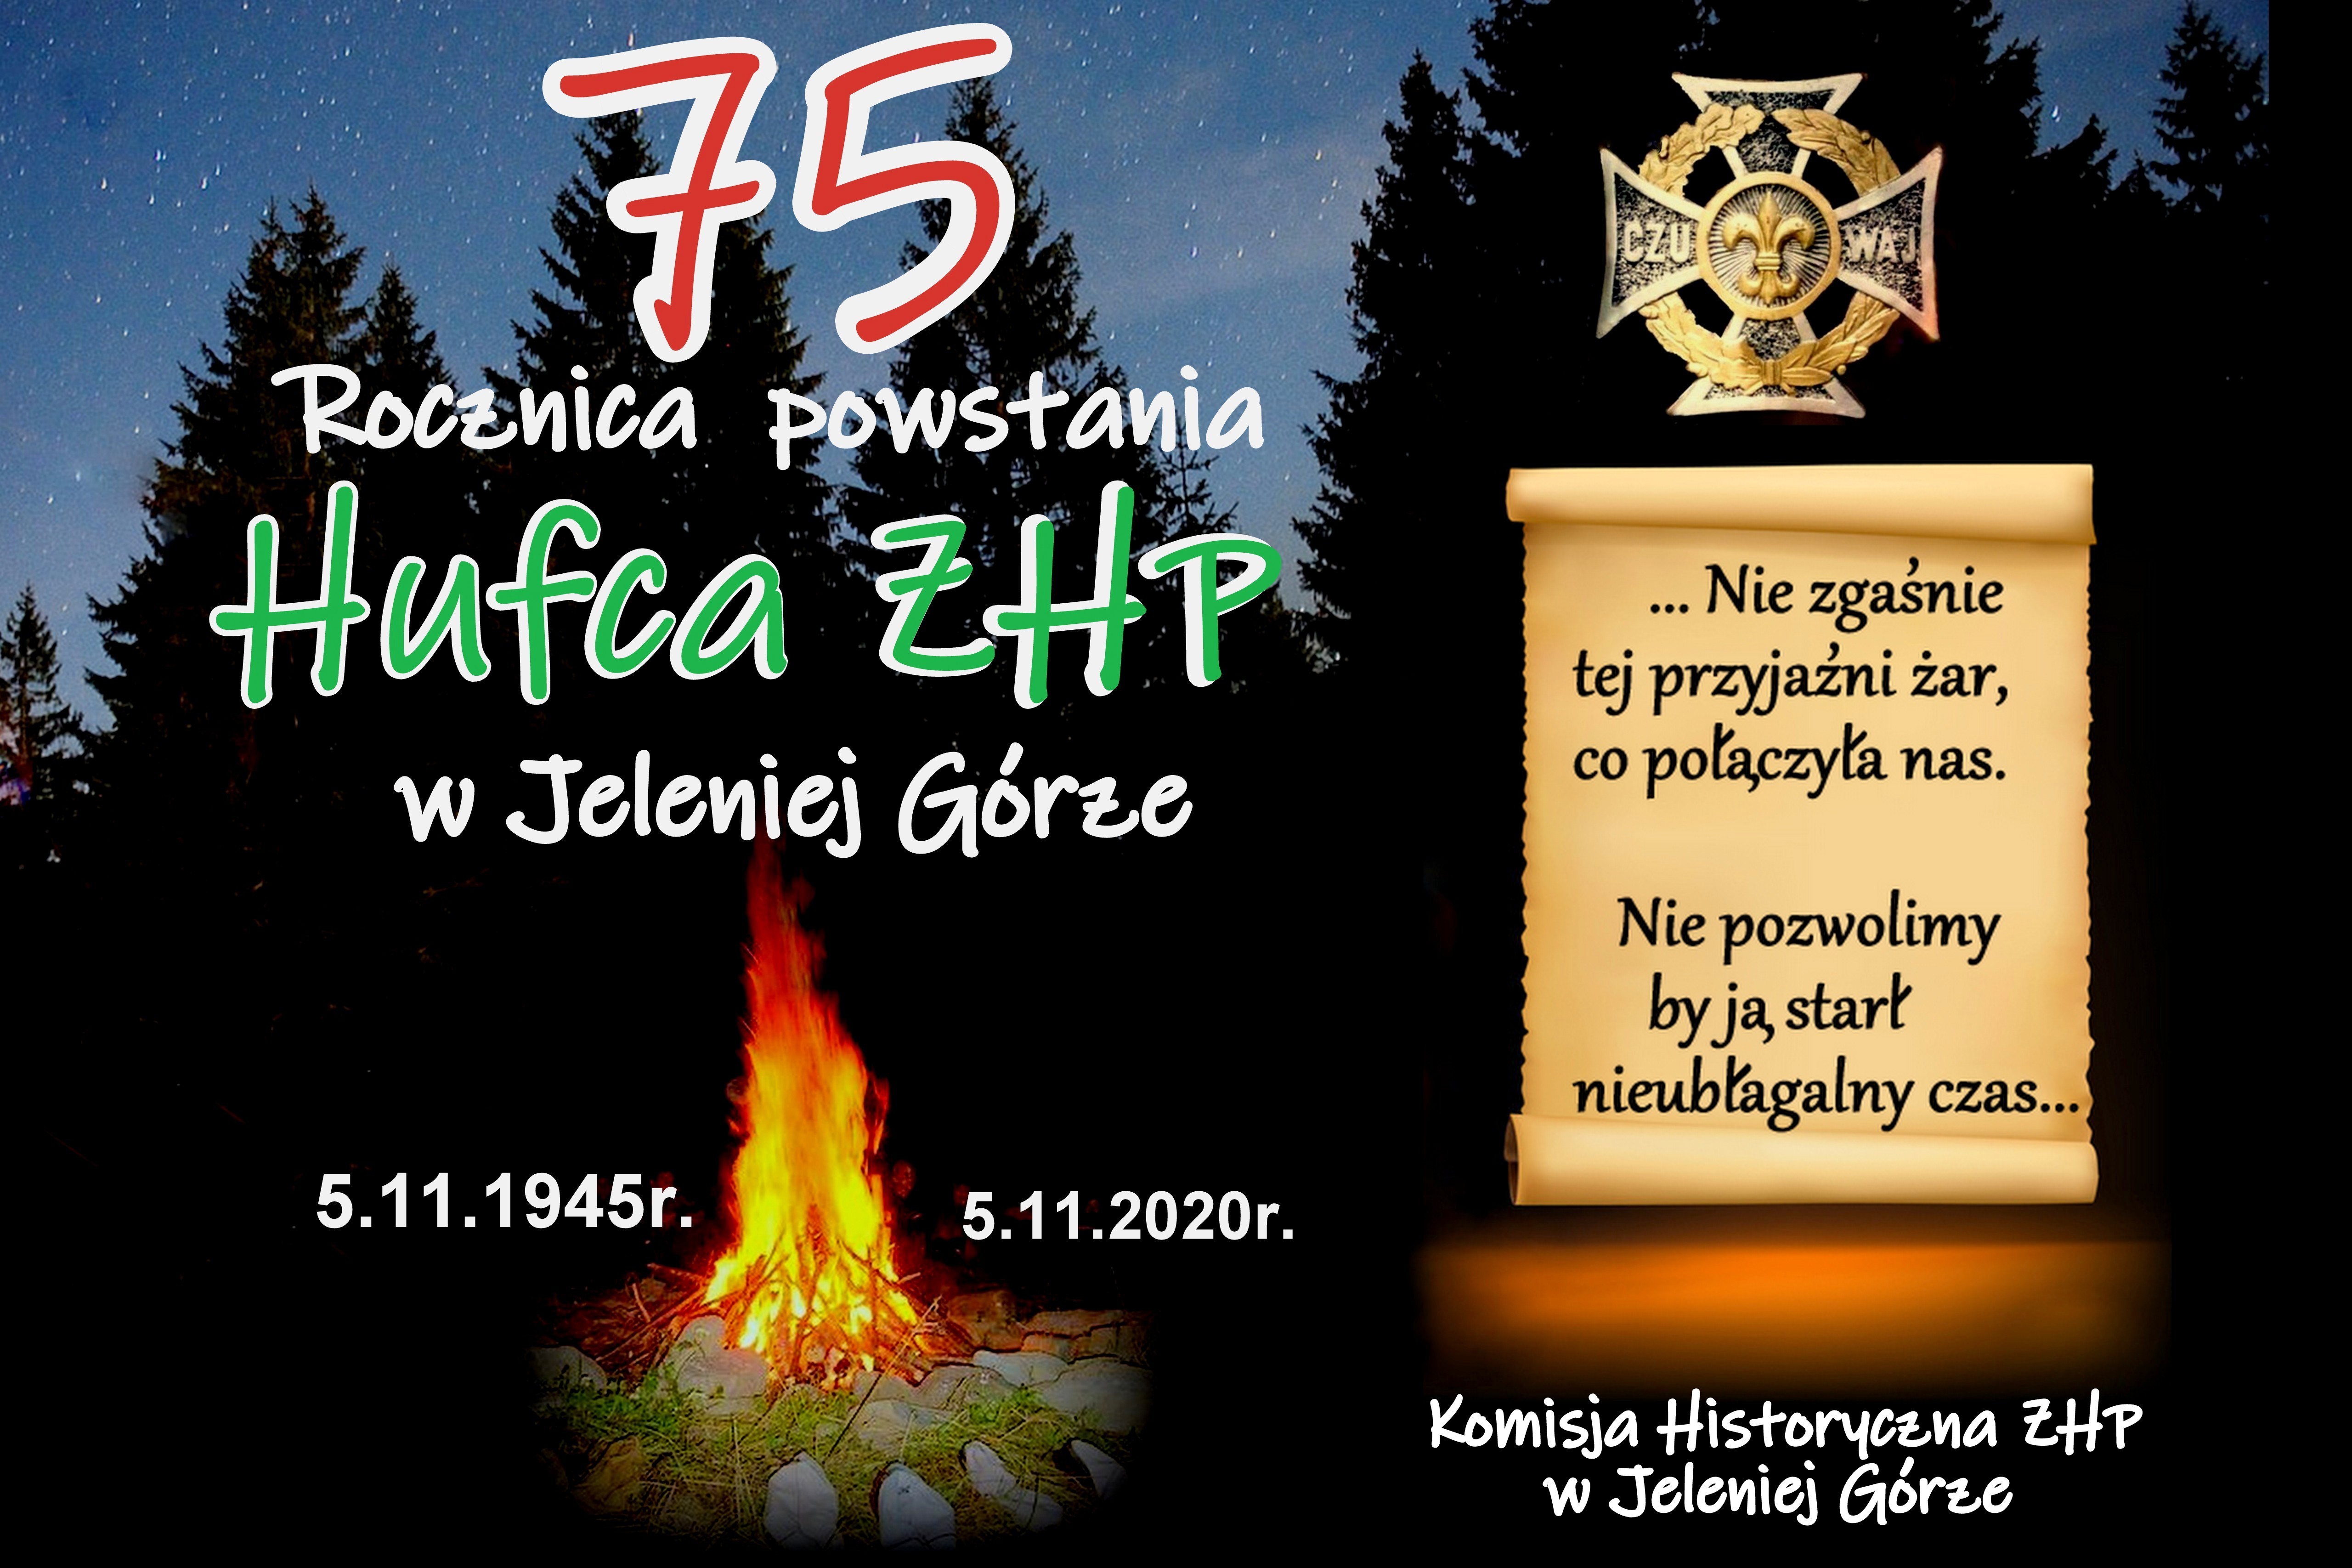 75
Rocznica powstania
Hufca ZHP
w Jeleniej Górze
5.11.1945r.
5.11.2020r.
CZU WAJ
... Nie zgaśnie
tej przyjaźni żar,
co połączyła nas.
Nie pozwolimy
by ją starł
nieubłagalny czas...
Komisja Historyczna ZHP
w Jeleniej Górze